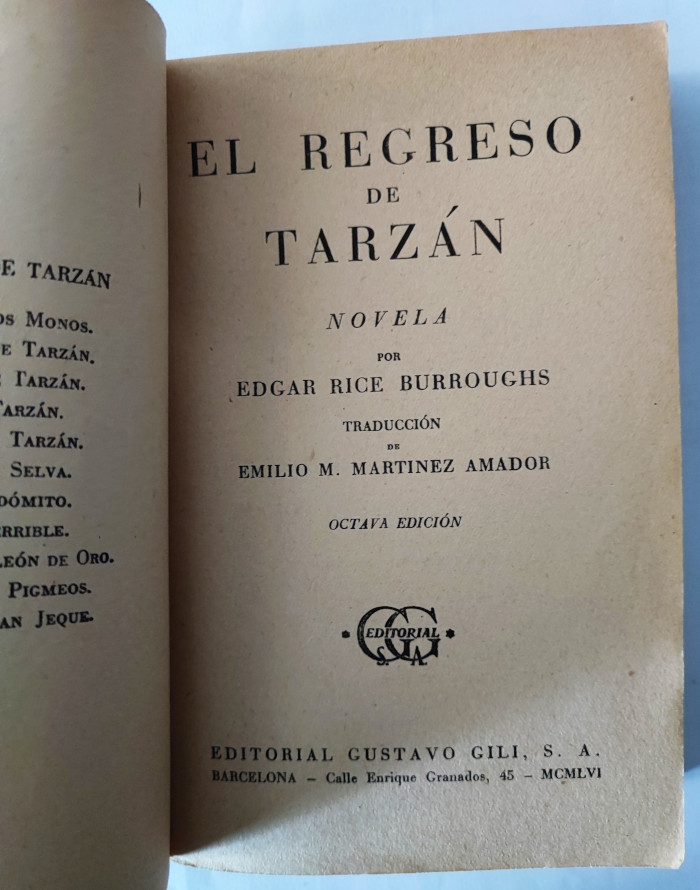 E TARZÁN
OS MONOS.
E TARZÁN.
TARZÁN.
TARZÁN.
TARZÁN.
SELVA.
DÓMITO.
RRIBLE.
LEÓN DE ORO.
PIGMEOS.
AN JEQUE.
EL REGRESO
DE
TARZÁN
NOVELA
POR
EDGAR RICE BURROUGHS
TRADUCCIÓN
DE
EMILIO M. MARTINEZ AMADOR
OCTAVA EDICIÓN
GG
EDITORIAL
S. A.
EDITORIAL GUSTAVO GILI, S. A.
BARCELONA – Calle Enrique Granados, 45 – MCMLVI